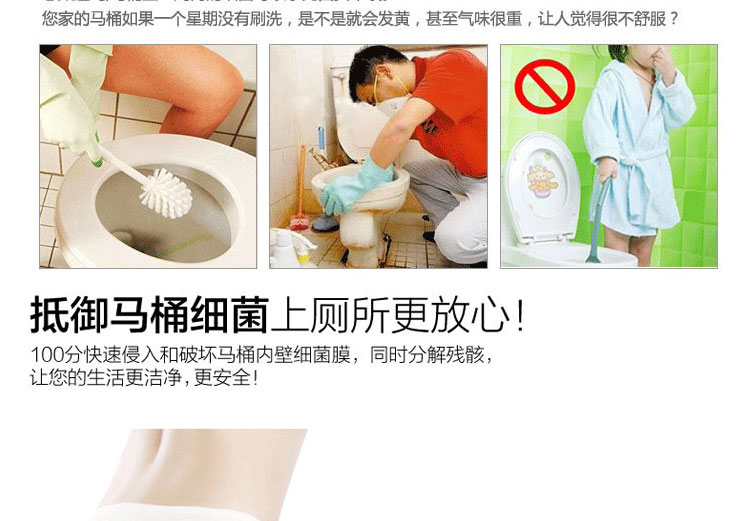 您家的马桶如果一个星期没有刷洗，是不是就会发黄，甚至气味很重，让人觉得很不舒服？
抵御马桶细菌上厕所更放心！
100分快速侵入和破坏马桶内壁细菌膜，同时分解残骸，
让您的生活更洁净，更安全！